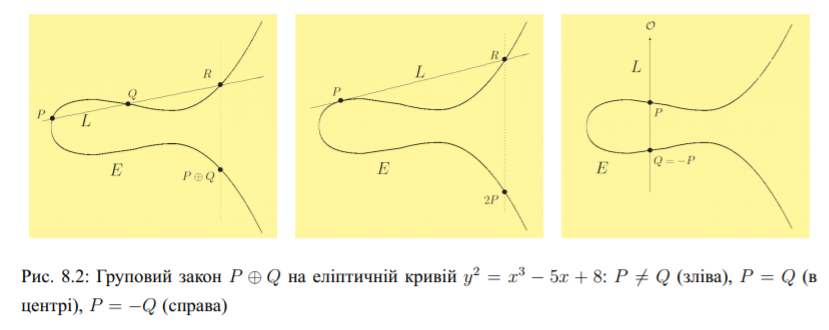 P
Q
R
L
E
P ⊕ Q
P
L
R
E
2P
𝒪
L
P
E
Q = −P
Рис. 8.2: Груповий закон P ⊕ Q на еліптичній кривій y² = x³ − 5x + 8: P ≠ Q (зліва), P = Q (в
центрі), P = −Q (справа)